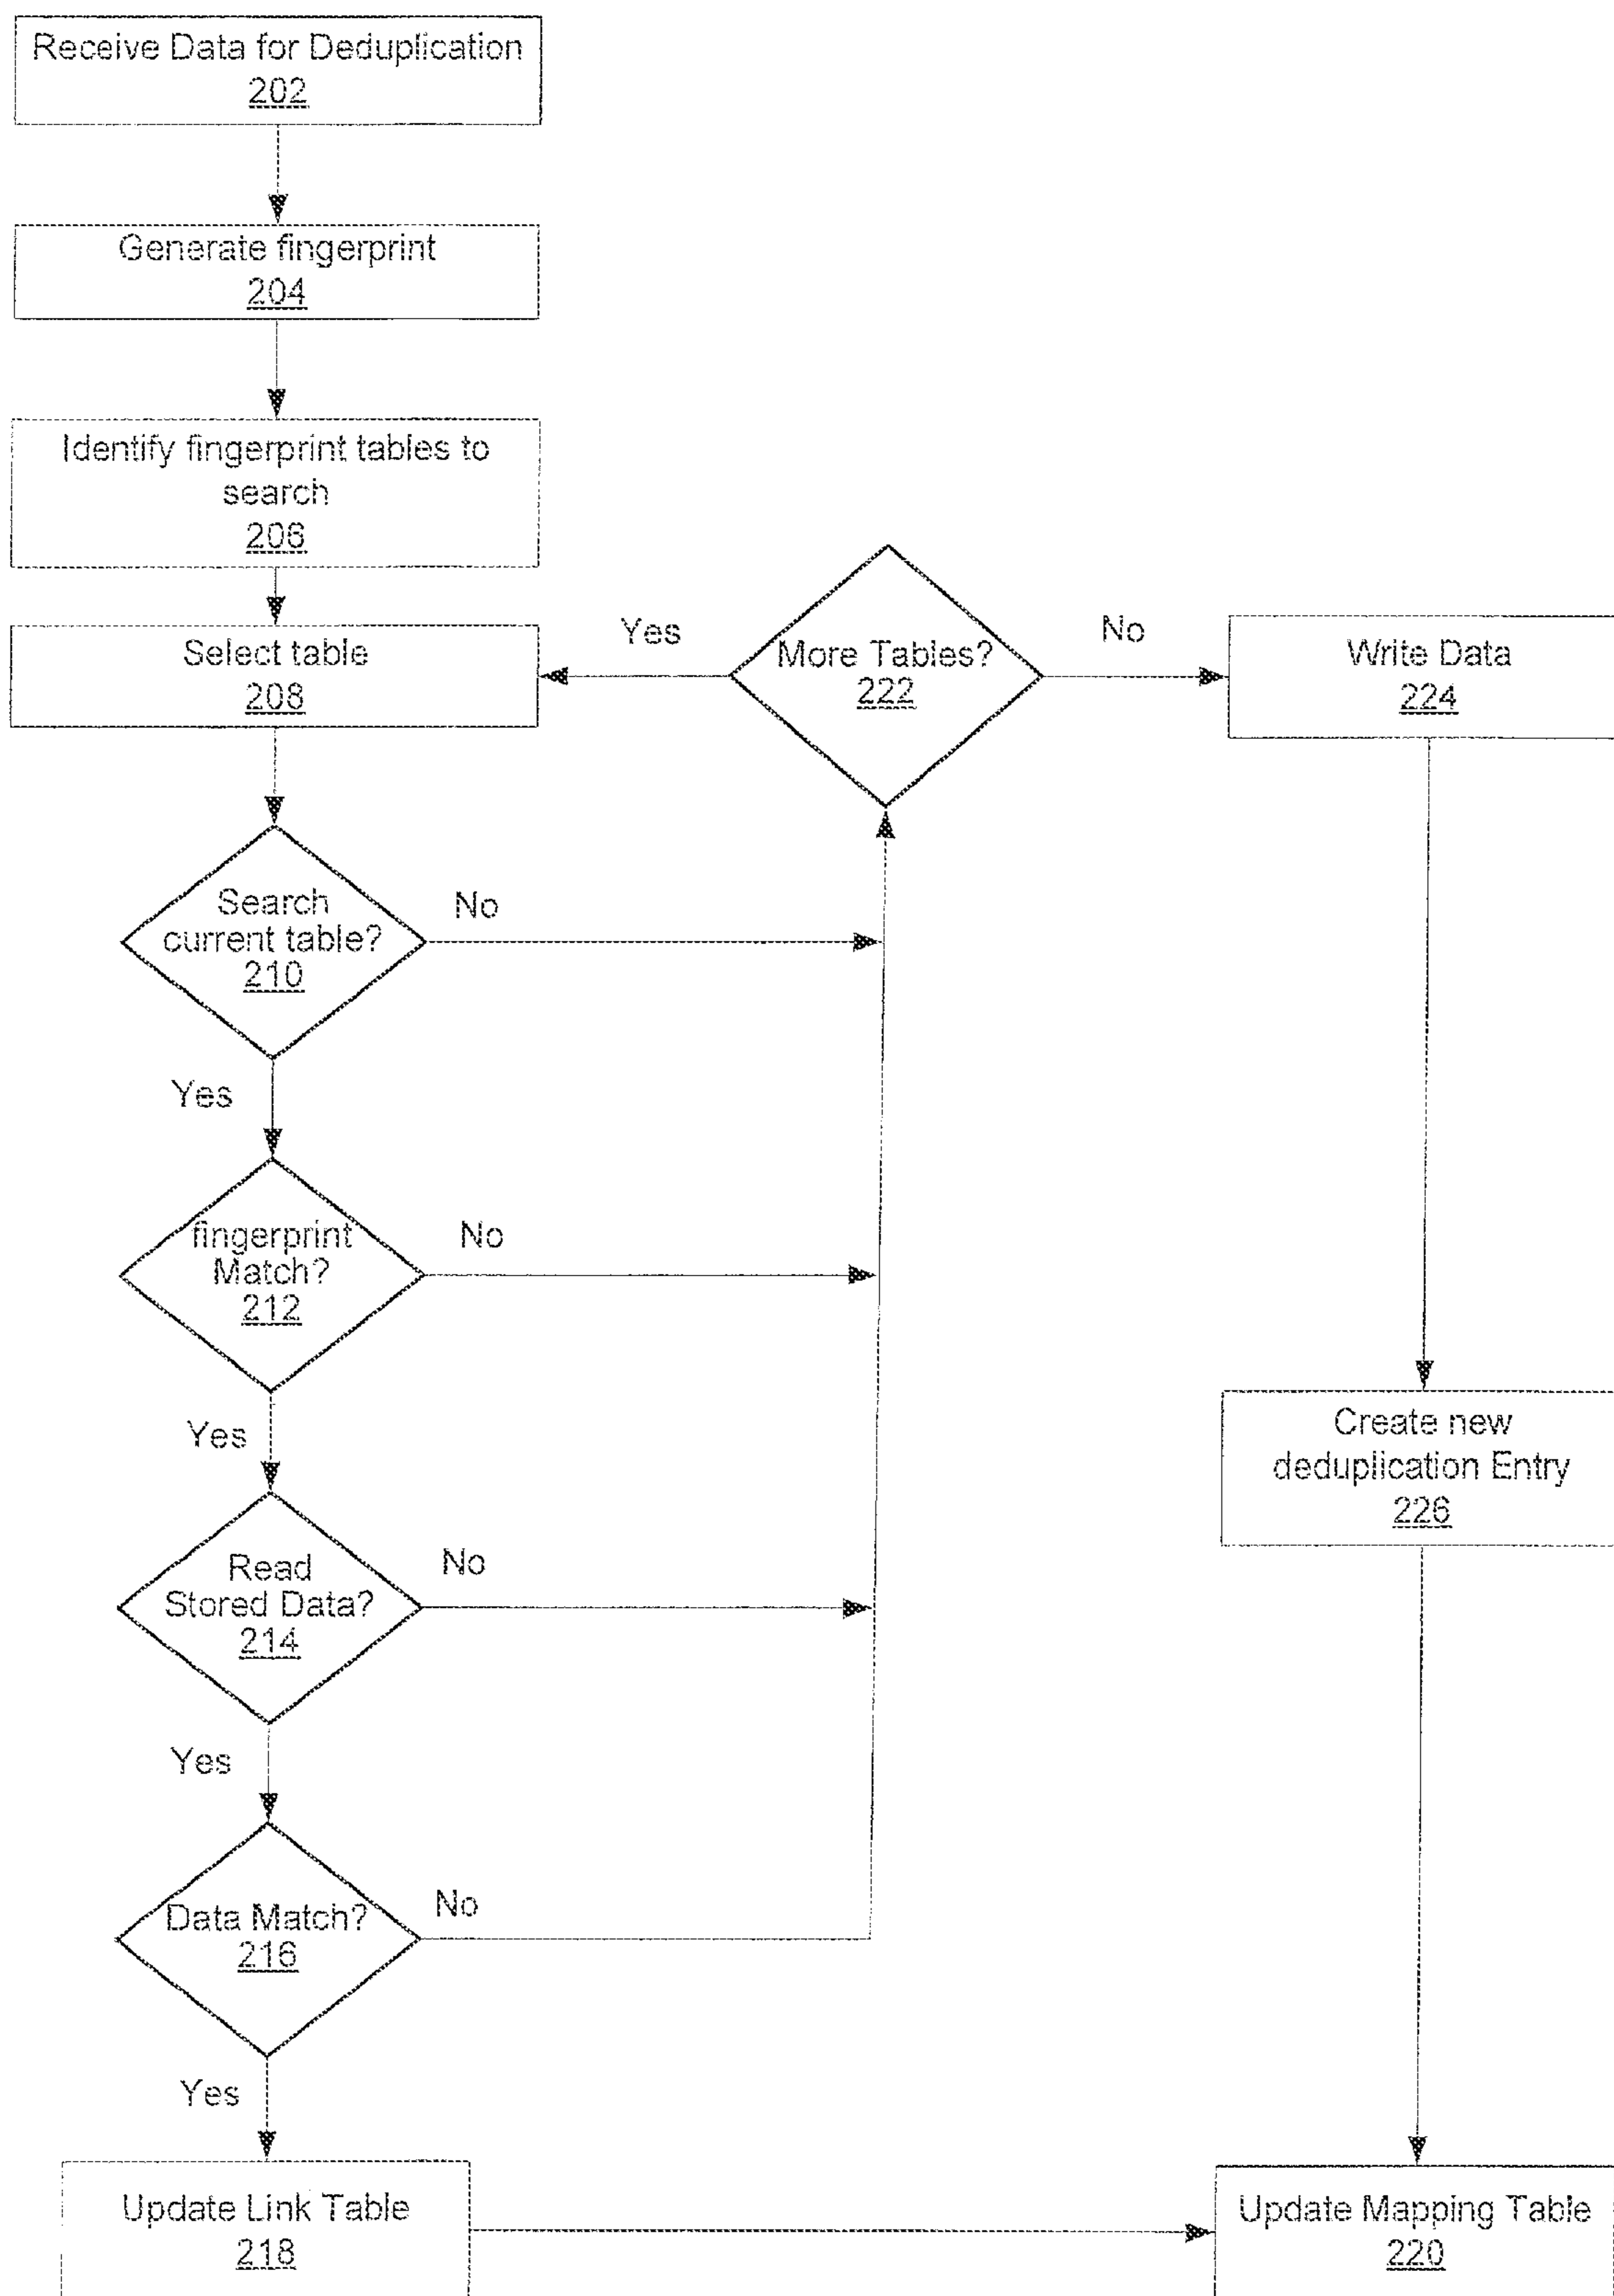 Receive Data for Deduplication
202
Generate fingerprint
204
Identify fingerprint tables to
search
206
Select table
208
Yes
More Tables?
222
No
Write Data
224
Search
current table?
210
No
Yes
fingerprint
Match?
212
No
Yes
Create new
deduplication Entry
226
Read
Stored Data?
214
No
Yes
Data Match?
216
No
Yes
Update Link Table
218
Update Mapping Table
220